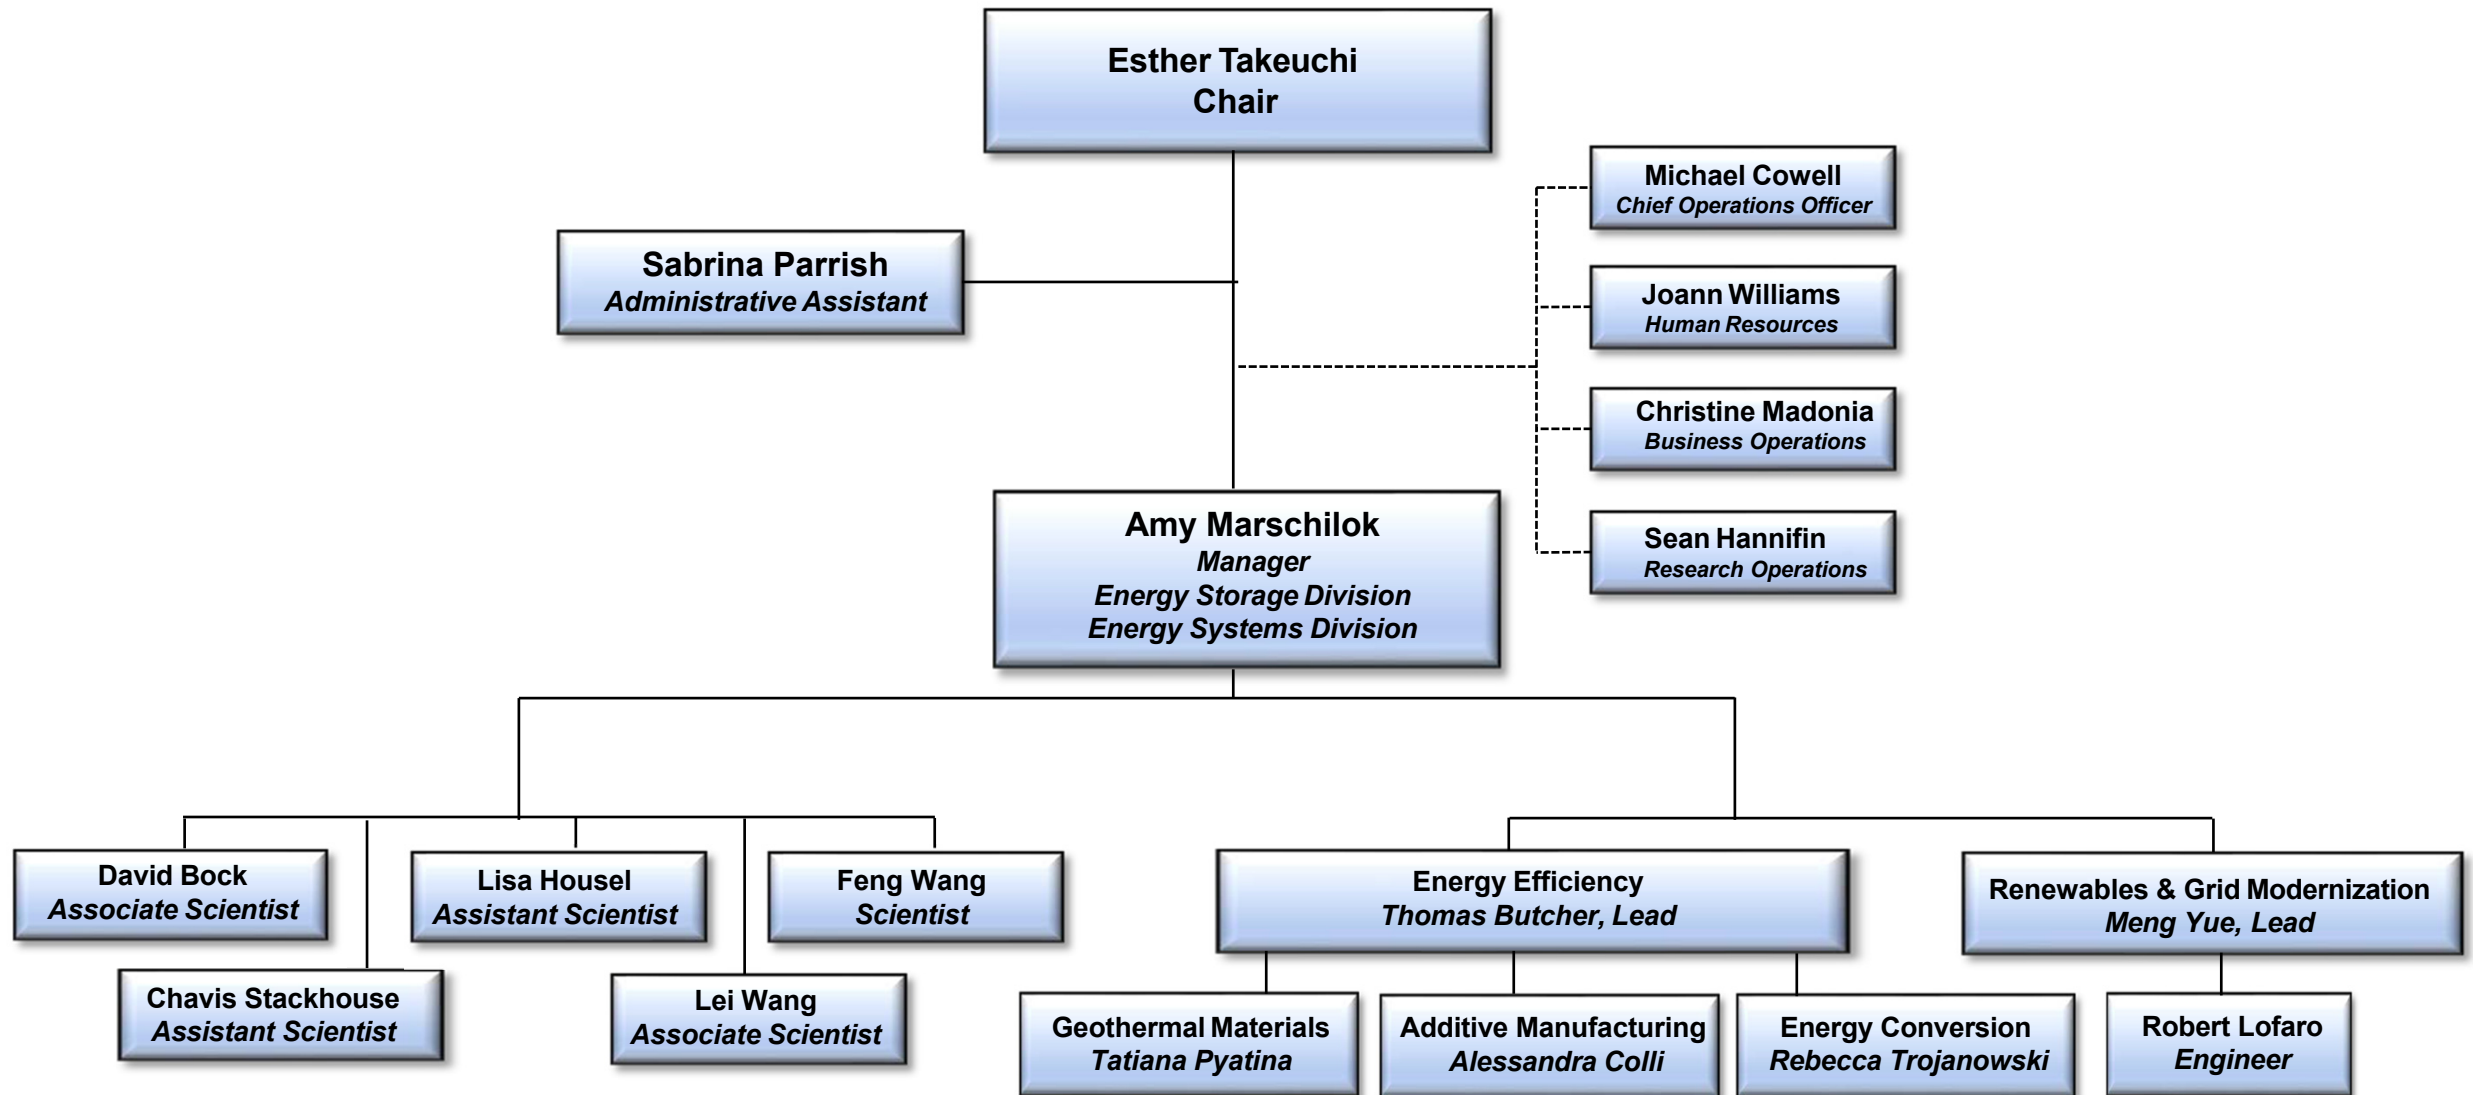 Esther Takeuchi
Chair
Michael Cowell
Chief Operations Officer
Sabrina Parrish
Administrative Assistant
Joann Williams
Human Resources
Christine Madonia
Business Operations
Amy Marschilok
Manager
Energy Storage Division
Energy Systems Division
Sean Hannifin
Research Operations
David Bock
Associate Scientist
Lisa Housel
Assistant Scientist
Feng Wang
Scientist
Energy Efficiency
Thomas Butcher, Lead
Renewables & Grid Modernization
Meng Yue, Lead
Chavis Stackhouse
Assistant Scientist
Lei Wang
Associate Scientist
Geothermal Materials
Tatiana Pyatina
Additive Manufacturing
Alessandra Colli
Energy Conversion
Rebecca Trojanowski
Robert Lofaro
Engineer